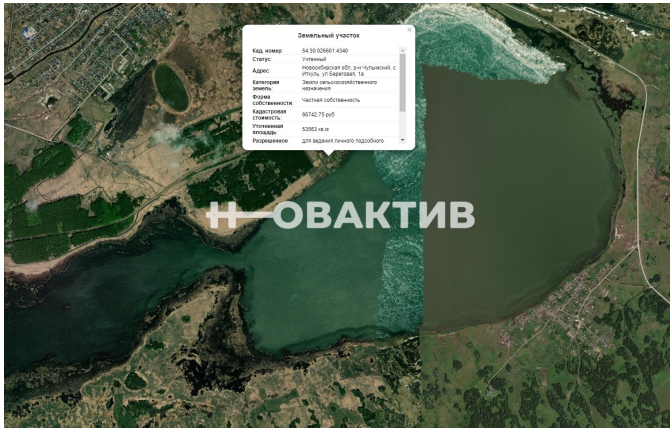 Земельный участок
Кад. номер: 54:30:026601:4340
Статус: Учтенный
Адрес: Новосибирская обл, р-н Чулымский, с
Иткуль, ул Береговая, 1а
Категория земель: Земли сельскохозяйственного
назначения
Форма собственности: Частная собственность
Кадастровая стоимость: 66742.75 руб
Уточненная площадь: 53563 кв.м
Разрешенное для ведения личного подсобного
Н-ОВАКТИВ